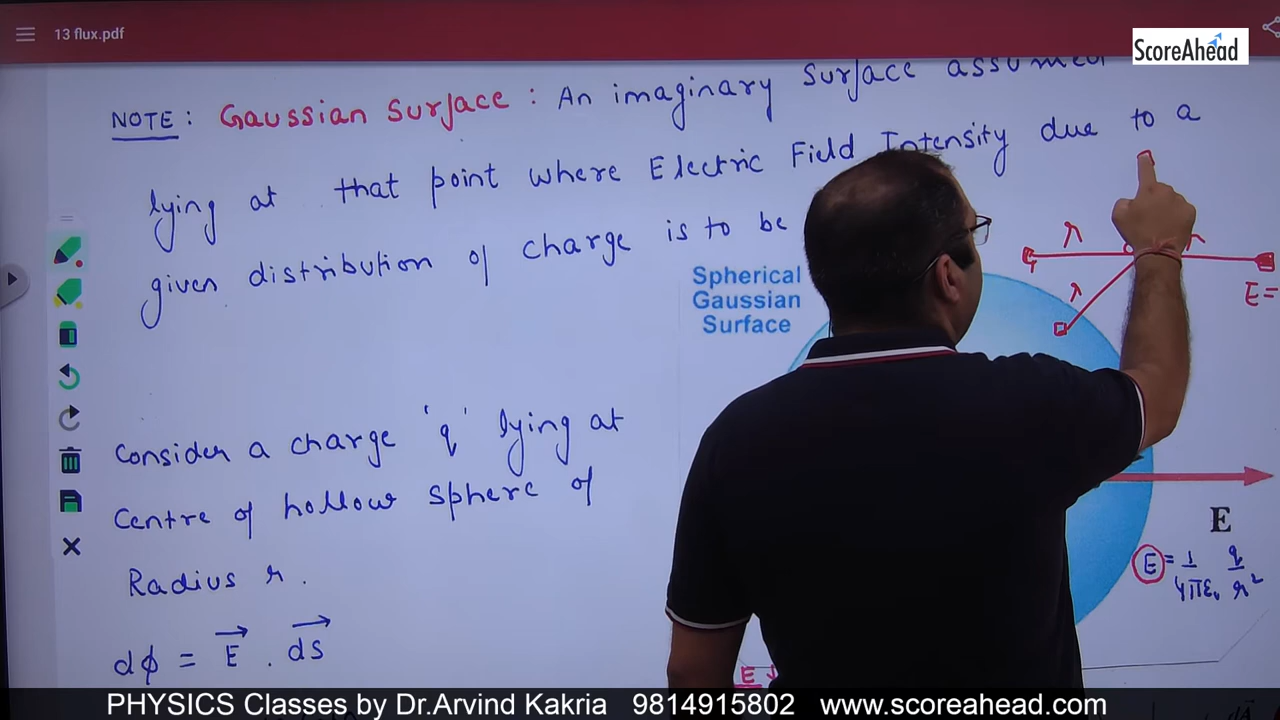 13 flux.pdf
ScoreAhead
NOTE: Gaussian Surface : An imaginary surface assumed
lying at that point where Electric Field Intensity due to a
given distribution of charge is to be
r
r
r
E=
Spherical
Gaussian
Surface
Consider a charge 'q' lying at
Centre of hollow sphere of
Radius r.
E
E = 1/4πε₀ q/r²
dϕ = E⃗ . ds⃗
E
PHYSICS Classes by Dr.Arvind Kakria 9814915802 www.scoreahead.com